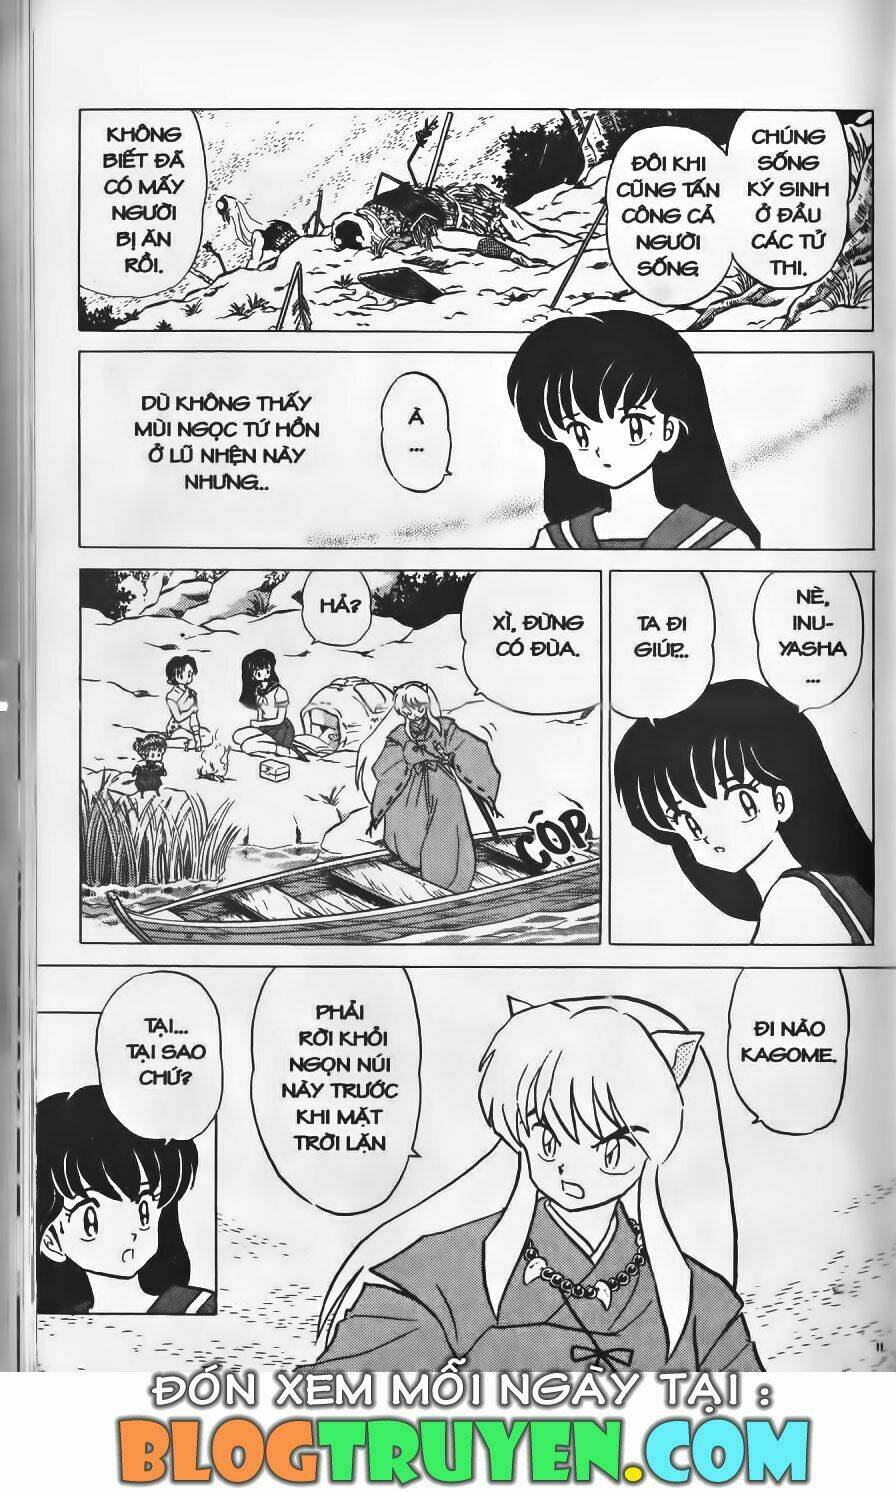 CHÚNG
SỐNG
KÝ SINH
Ở ĐẦU
CÁC TỬ
THI.
ĐÔI KHI
CŨNG TẤN
CÔNG CẢ
NGƯỜI
SỐNG
KHÔNG
BIẾT ĐÃ
CÓ MẤY
NGƯỜI
BỊ ĂN
RỒI.
À
...
DÙ KHÔNG THẤY
MÙI NGỌC TỨ HỒN
Ở LŨ NHỆN NÀY
NHƯNG...
NÈ,
INU-
YASHA
...
TA ĐI
GIÚP...
XÌ, ĐỪNG
CÓ ĐÙA.
HẢ?
CỐP
ĐI NÀO
KAGOME.
PHẢI
RỜI KHỎI
NGỌN NÚI
NÀY TRƯỚC
KHI MẶT
TRỜI LẶN
TẠI...
TẠI SAO
CHỨ?
11
ĐÓN XEM MỖI NGÀY TẠI :
BLOGTRUYEN.COM